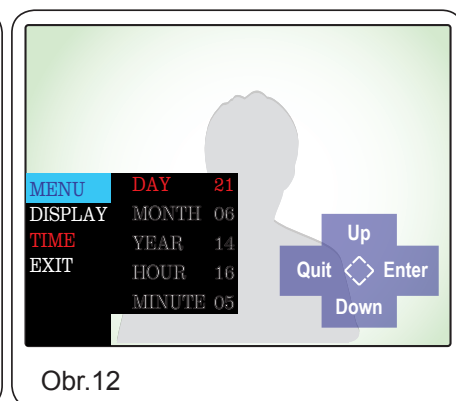 MENU
DISPLAY
TIME
EXIT
DAY 21
MONTH 06
YEAR 14
HOUR 16
MINUTE 05
Up
Quit Enter
Down
Obr.12